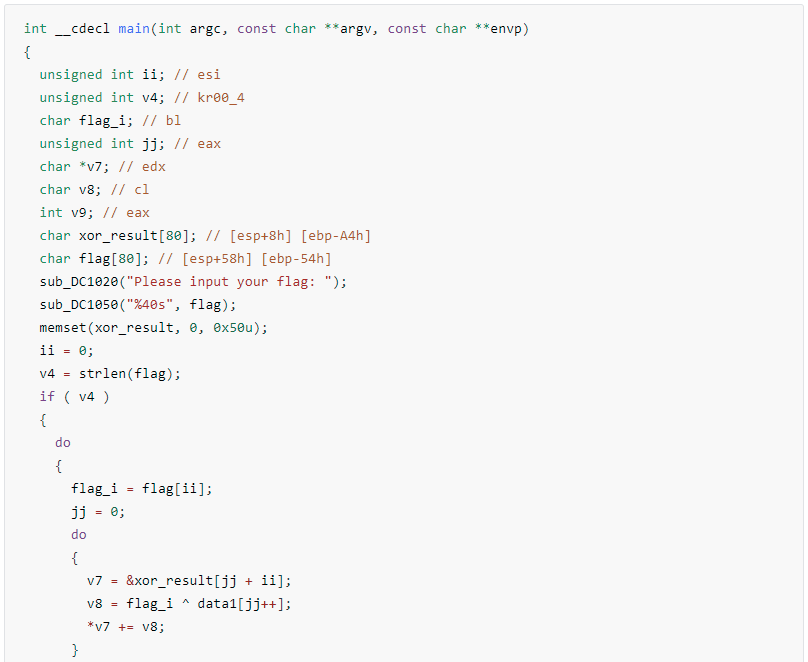 int __cdecl main(int argc, const char **argv, const char **envp)
{
  unsigned int ii; // esi
  unsigned int v4; // kr00_4
  char flag_i; // bl
  unsigned int jj; // eax
  char *v7; // edx
  char v8; // cl
  int v9; // eax
  char xor_result[80]; // [esp+8h] [ebp-A4h]
  char flag[80]; // [esp+58h] [ebp-54h]
  sub_DC1020("Please input your flag: ");
  sub_DC1050("%40s", flag);
  memset(xor_result, 0, 0x50u);
  ii = 0;
  v4 = strlen(flag);
  if ( v4 )
  {
    do
    {
      flag_i = flag[ii];
      jj = 0;
      do
      {
        v7 = &xor_result[jj + ii];
        v8 = flag_i ^ data1[jj++];
        *v7 += v8;
      }